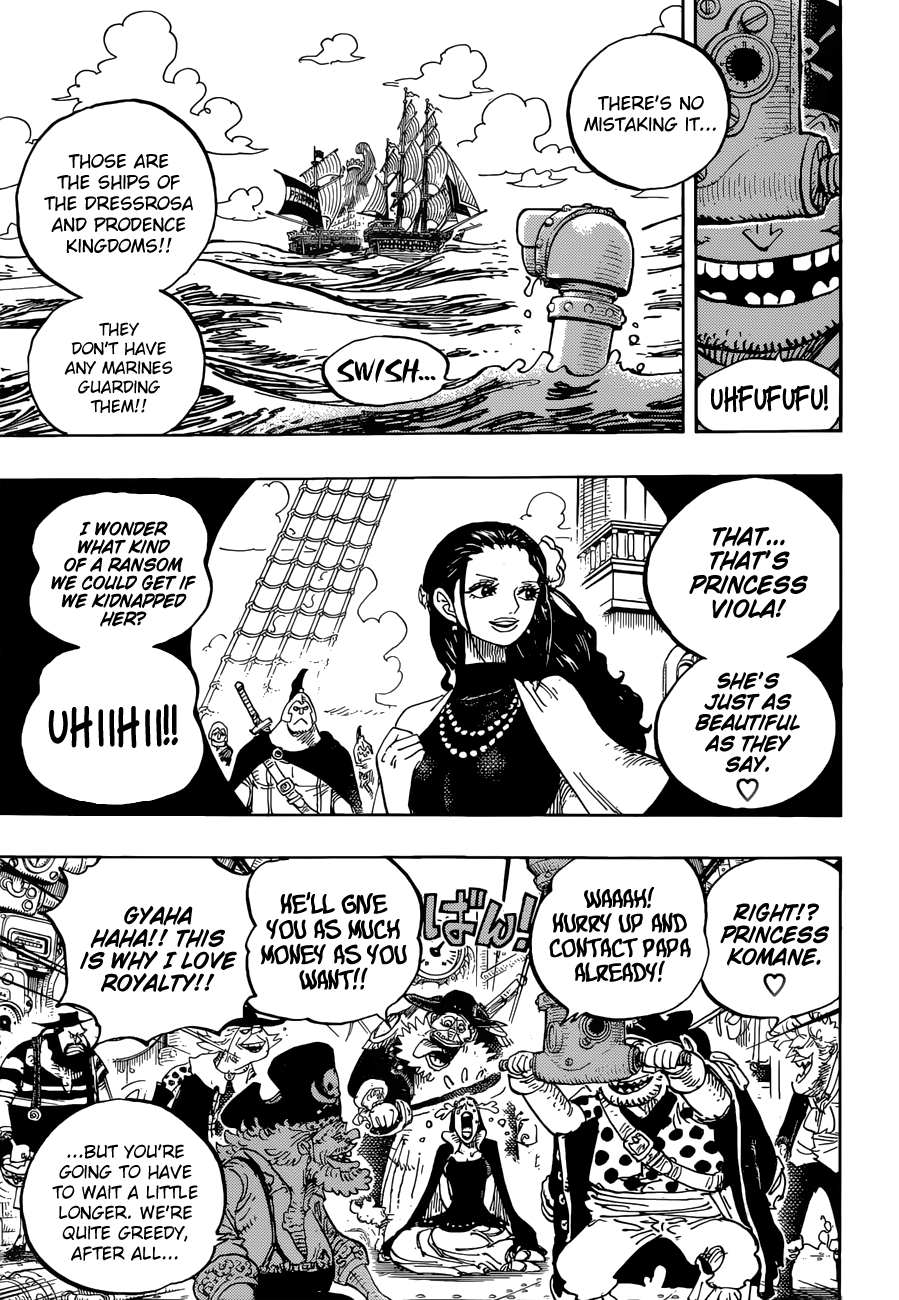 THERE'S NO
MISTAKING IT...
UHFUFUFU!
THOSE ARE
THE SHIPS OF
THE DRESSROSA
AND PRODENCE
KINGDOMS!!
THEY
DON'T HAVE
ANY MARINES
GUARDING
THEM!!
SWISH...
THAT...
THAT'S
PRINCESS
VIOLA!
SHE'S
JUST AS
BEAUTIFUL
AS THEY
SAY.
♡
I WONDER
WHAT KIND
OF A RANSOM
WE COULD GET IF
WE KIDNAPPED
HER?
UHIIHII!!
RIGHT!?
PRINCESS
KOMANE.
♡
WAAAH!
HURRY UP AND
CONTACT PAPA
ALREADY!
ばん!
HE'LL GIVE
YOU AS MUCH
MONEY AS YOU
WANT!!
GYAHA
HAHA!! THIS
IS WHY I LOVE
ROYALTY!!
...BUT YOU'RE
GOING TO HAVE
TO WAIT A LITTLE
LONGER. WE'RE
QUITE GREEDY,
AFTER ALL...